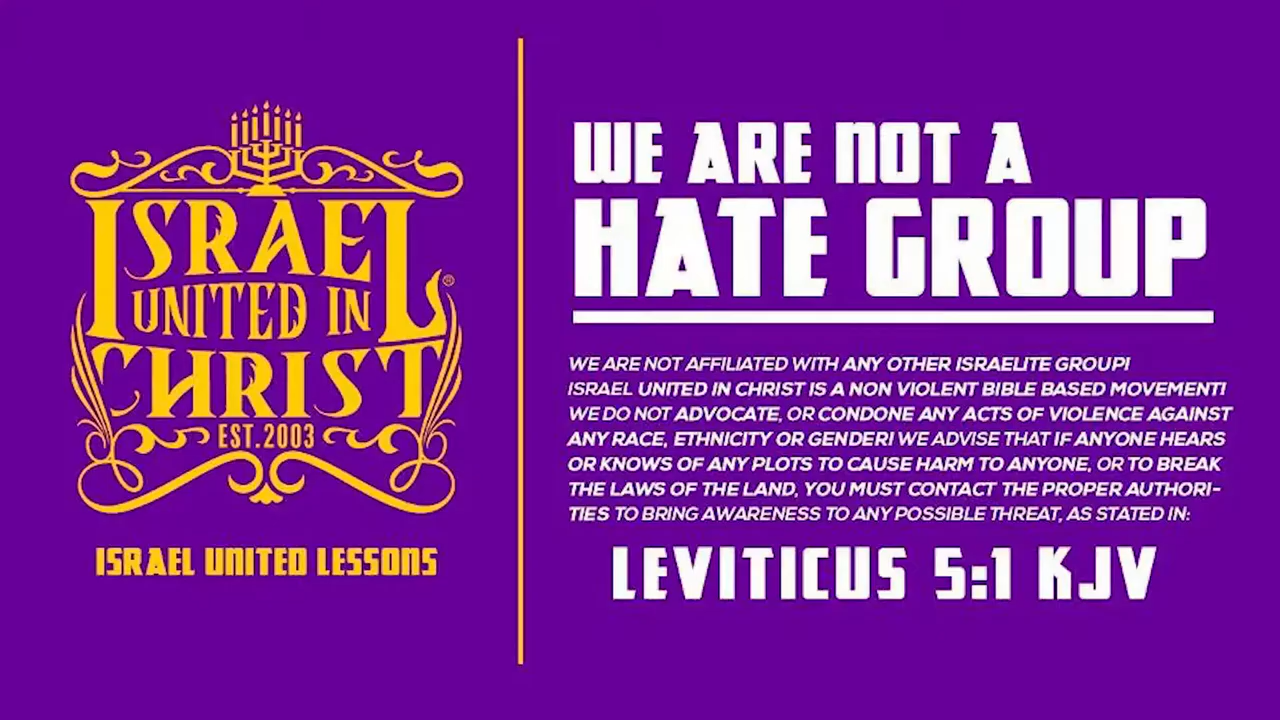 ISRAEL
UNITED IN
CHRIST
EST.2003
®
ISRAEL UNITED LESSONS
WE ARE NOT A
HATE GROUP
WE ARE NOT AFFILIATED WITH ANY OTHER ISRAELITE GROUP!
ISRAEL UNITED IN CHRIST IS A NON VIOLENT BIBLE BASED MOVEMENT!
WE DO NOT ADVOCATE, OR CONDONE ANY ACTS OF VIOLENCE AGAINST
ANY RACE, ETHNICITY OR GENDER! WE ADVISE THAT IF ANYONE HEARS
OR KNOWS OF ANY PLOTS TO CAUSE HARM TO ANYONE, OR TO BREAK
THE LAWS OF THE LAND, YOU MUST CONTACT THE PROPER AUTHORI-
TIES TO BRING AWARENESS TO ANY POSSIBLE THREAT, AS STATED IN:
LEVITICUS 5:1 KJV